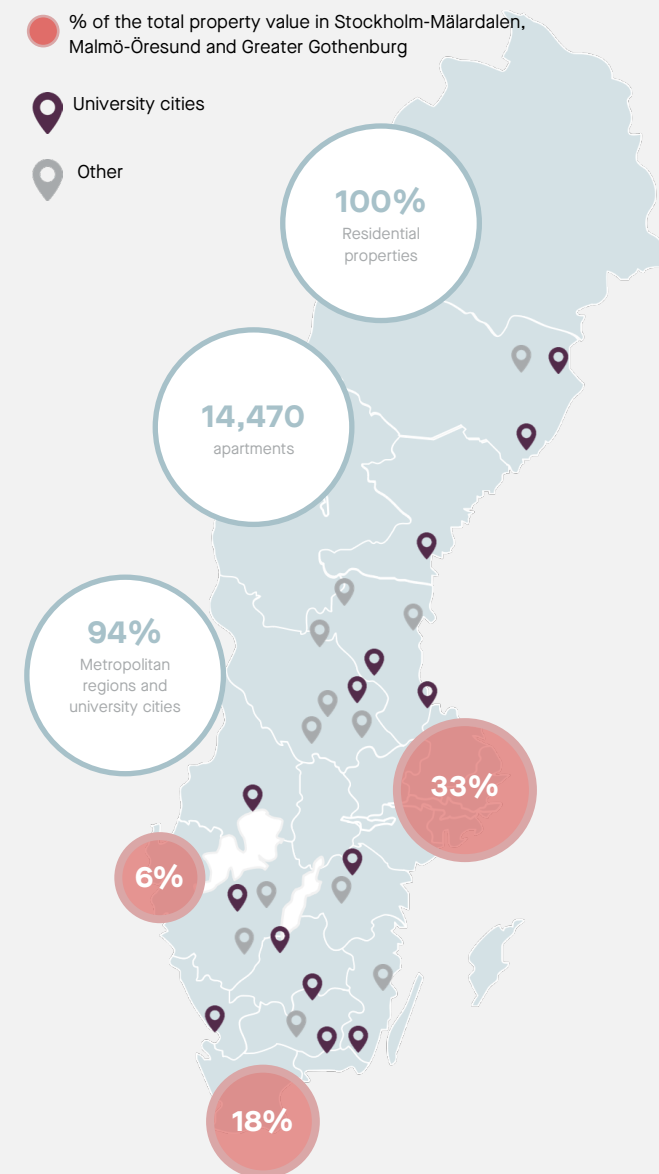 % of the total property value in Stockholm-Mälardalen,
Malmö-Öresund and Greater Gothenburg
University cities
Other
100%
Residential
properties
14,470
apartments
94%
Metropolitan
regions and
university cities
33%
6%
18%